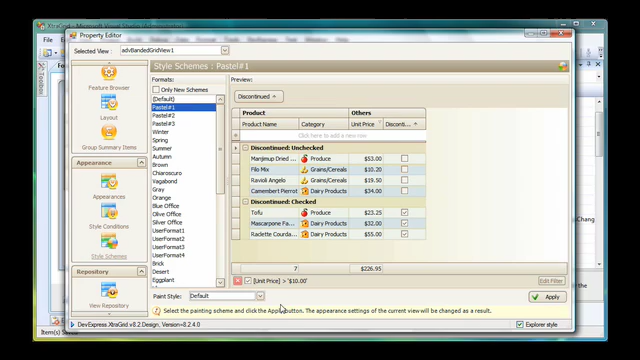 XtraGrid - Microsoft Visual
Property Editor
File
Selected View:
advBandedGridView1
Toolbox
Feature Browser
Layout
Group Summary Items
Appearance
Appearances
Style Conditions
Style Schemes
Repository
View Repository
Style Schemes : Pastel#1
Formats:
Only New Schemes
(Default)
Pastel#1
Pastel#2
Pastel#3
Winter
Spring
Summer
Autumn
Brown
Chiaroscuro
Vagabond
Gray
Orange
Blue Office
Olive Office
Silver Office
UserFormat1
UserFormat2
UserFormat3
UserFormat4
Brick
Desert
Eggplant
Preview:
Discontinued
Product Others
Product Name Category Unit Price Disconti...
Click here to add a new row
Discontinued: Unchecked
Manjimup Dried ... Produce $53.00
Filo Mix Grains/Cereals $10.20
Ravioli Angelo Grains/Cereals $19.50
Camembert Pierrot Dairy Products $34.00
Discontinued: Checked
Tofu Produce $23.25
Mascarpone Fa... Dairy Products $32.00
Raclette Courda... Dairy Products $55.00
7 $226.95
[Unit Price] > '$10.00'
Edit Filter
Paint Style:
Default
Apply
Select the painting scheme and click the Apply button. The appearance settings of the current view will be changed as a result.
DevExpress.XtraGrid.v8.2.Design, Version=8.2.4.0
Explorer style